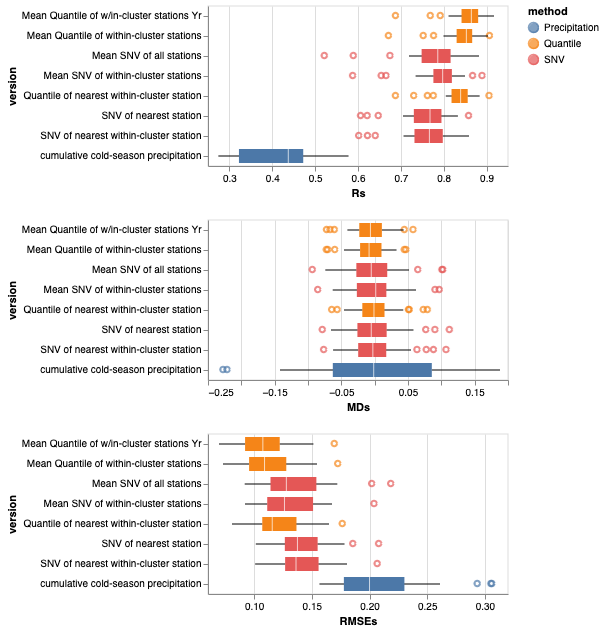 method
Precipitation
Quantile
SNV
version
Mean Quantile of w/in-cluster stations Yr
Mean Quantile of within-cluster stations
Mean SNV of all stations
Mean SNV of within-cluster stations
Quantile of nearest within-cluster station
SNV of nearest station
SNV of nearest within-cluster station
cumulative cold-season precipitation
0.3 0.4 0.5 0.6 0.7 0.8 0.9
Rs
version
Mean Quantile of w/in-cluster stations Yr
Mean Quantile of within-cluster stations
Mean SNV of all stations
Mean SNV of within-cluster stations
Quantile of nearest within-cluster station
SNV of nearest station
SNV of nearest within-cluster station
cumulative cold-season precipitation
−0.25 −0.15 −0.05 0.05 0.15
MDs
version
Mean Quantile of w/in-cluster stations Yr
Mean Quantile of within-cluster stations
Mean SNV of all stations
Mean SNV of within-cluster stations
Quantile of nearest within-cluster station
SNV of nearest station
SNV of nearest within-cluster station
cumulative cold-season precipitation
0.10 0.15 0.20 0.25 0.30
RMSEs